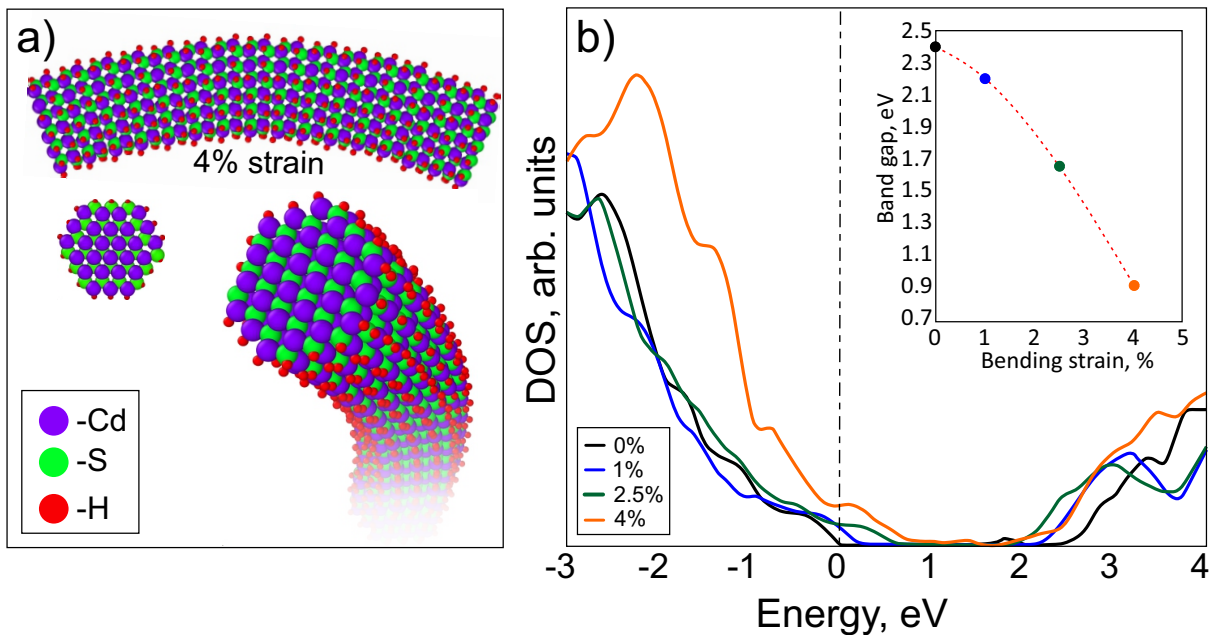 a)
4% strain
-Cd
-S
-H
b)
DOS, arb. units
Energy, eV
-3 -2 -1 0 1 2 3 4
0%
1%
2.5%
4%
Band gap, eV
2.5
2.3
2.1
1.9
1.7
1.5
1.3
1.1
0.9
0.7
0 1 2 3 4 5
Bending strain, %